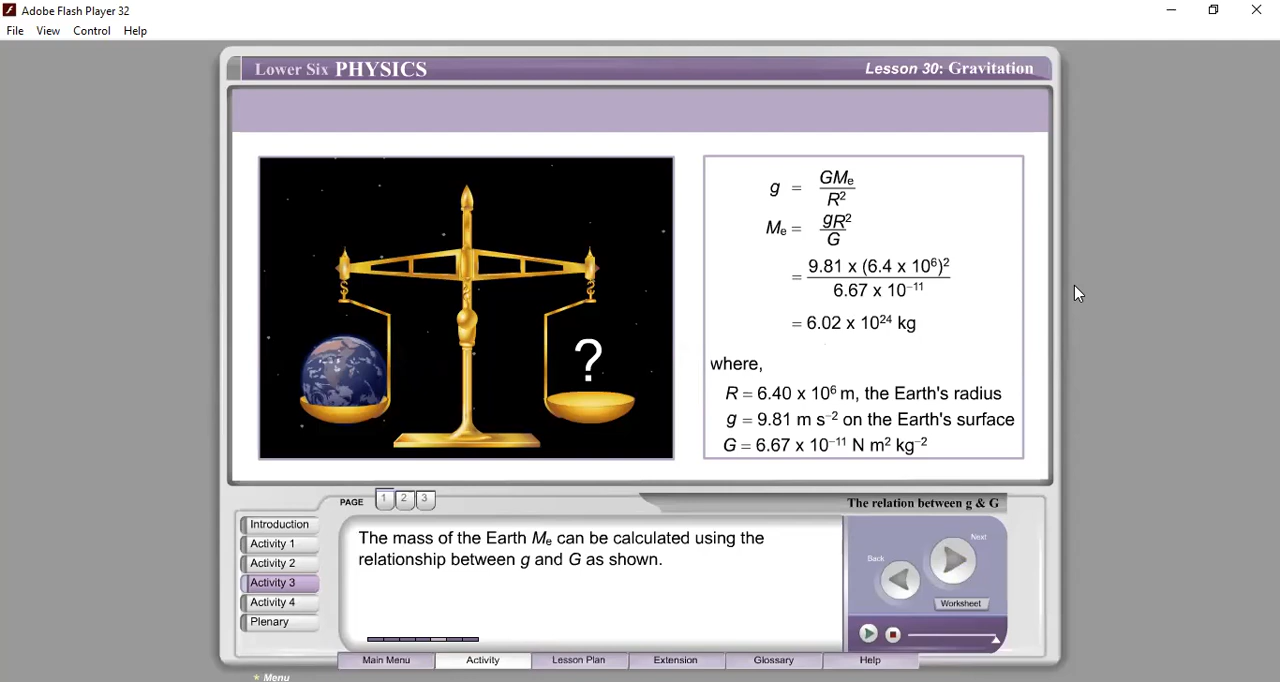 Adobe Flash Player 32
File View Control Help
Lower Six PHYSICS
Lesson 30: Gravitation
g = GMₑ / R²
Mₑ = gR² / G
= 9.81 x (6.4 x 10⁶)² / 6.67 x 10⁻¹¹
= 6.02 x 10²⁴ kg
?
where,
R = 6.40 x 10⁶ m, the Earth's radius
g = 9.81 m s⁻² on the Earth's surface
G = 6.67 x 10⁻¹¹ N m² kg⁻²
PAGE 1 2 3
The relation between g & G
Introduction
Activity 1
Activity 2
Activity 3
Activity 4
Plenary
The mass of the Earth Mₑ can be calculated using the
relationship between g and G as shown.
Next
Back
Worksheet
Main Menu Activity Lesson Plan Extension Glossary Help
★ Menu